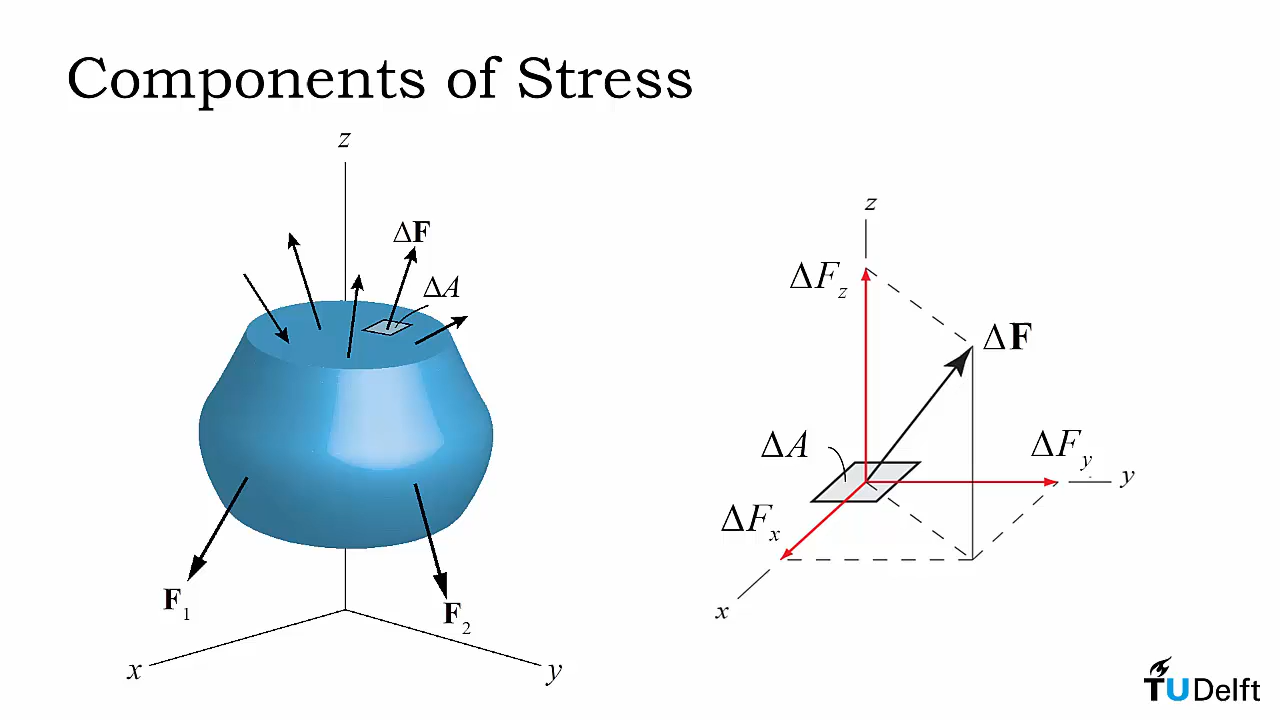 Components of Stress
z
ΔF
ΔA
F1
F2
x
y
z
ΔFz
ΔF
ΔA
ΔFy
y
ΔFx
x
TUDelft